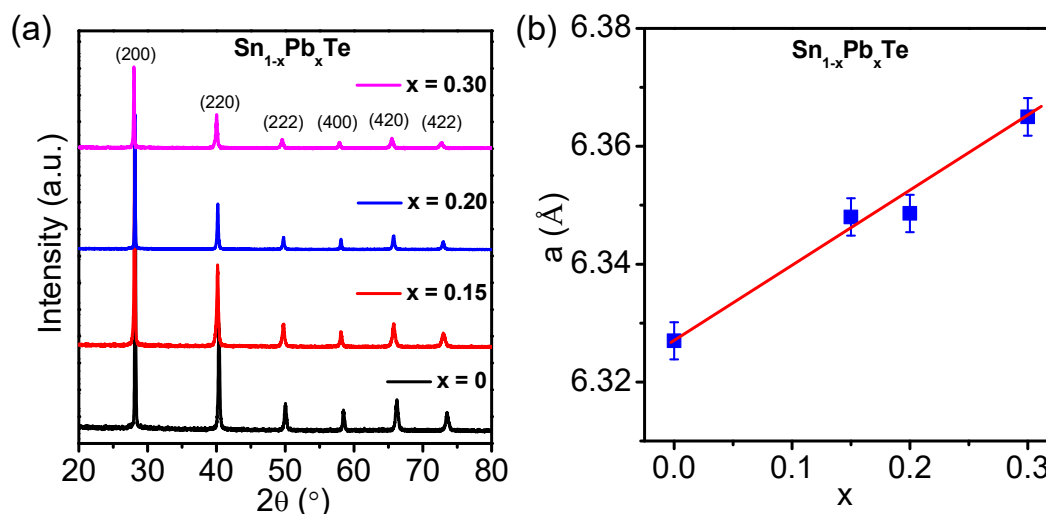 (a)
Sn₁₋ₓPbₓTe
(200)
x = 0.30
(220)
(222)
(400)
(420)
(422)
x = 0.20
x = 0.15
x = 0
Intensity (a.u.)
20 30 40 50 60 70 80
2θ (°)
(b)
Sn₁₋ₓPbₓTe
6.38
6.36
6.34
6.32
a (Å)
0.0 0.1 0.2 0.3
x